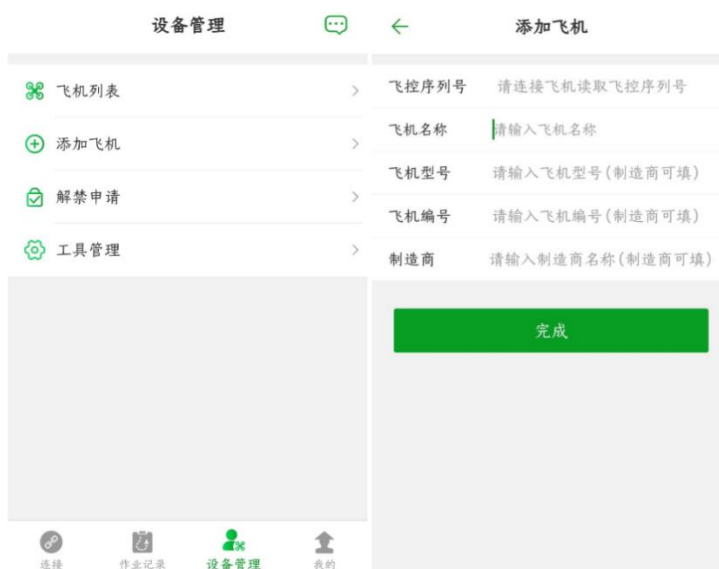 设备管理
飞机列表
添加飞机
解禁申请
工具管理
连接
作业记录
设备管理
我的
添加飞机
飞控序列号 请连接飞机读取飞控序列号
飞机名称 请输入飞机名称
飞机型号 请输入飞机型号(制造商可填)
飞机编号 请输入飞机编号(制造商可填)
制造商 请输入制造商名称(制造商可填)
完成